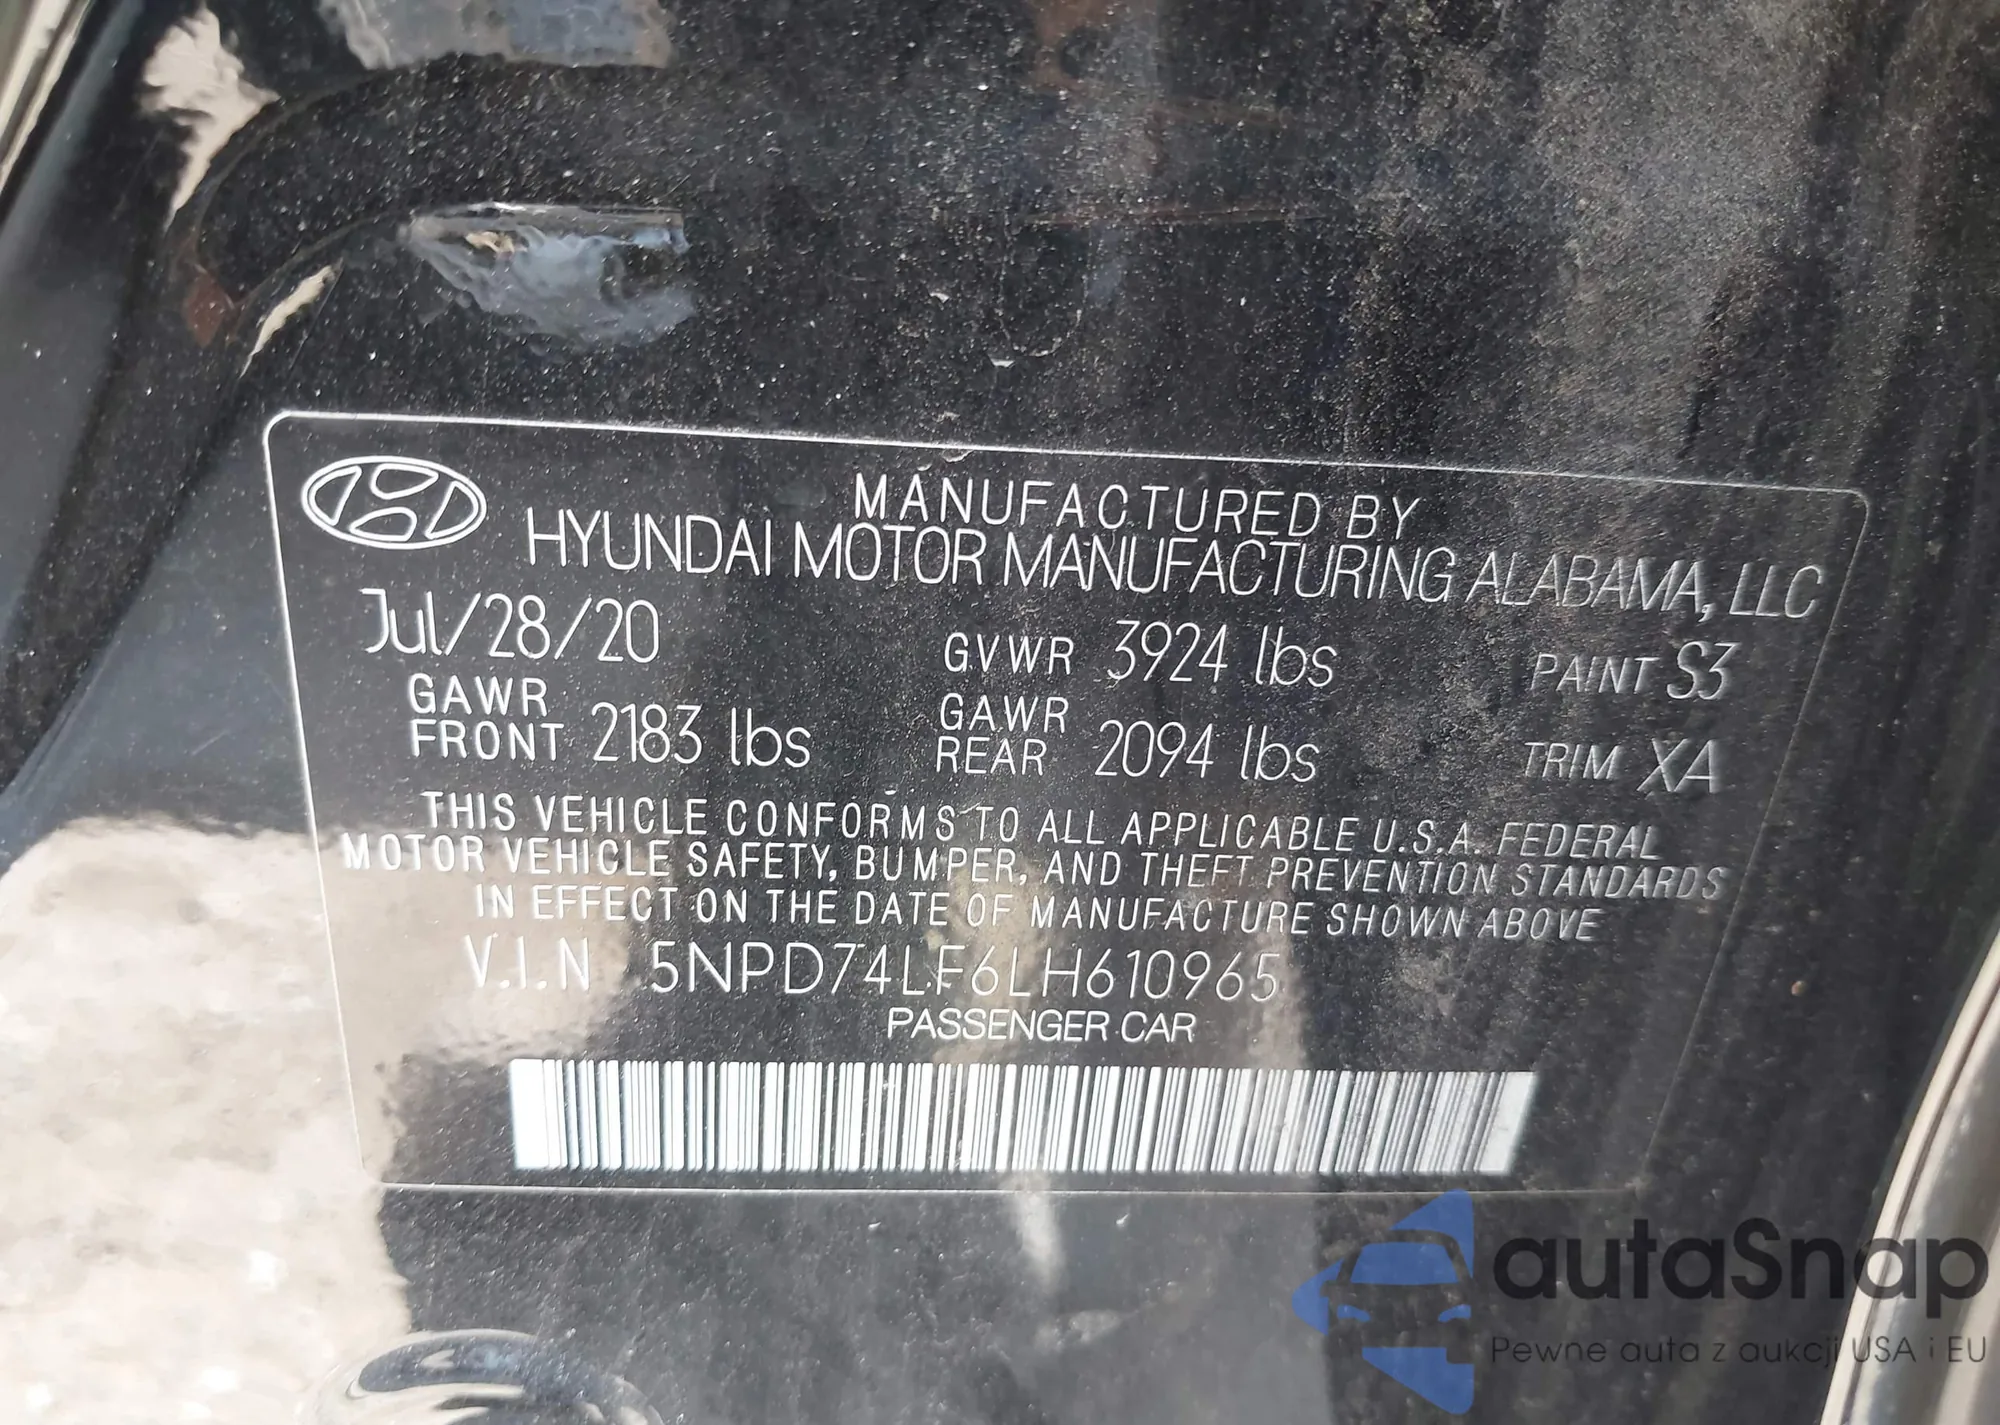 MANUFACTURED BY
HYUNDAI MOTOR MANUFACTURING ALABAMA, LLC
Jul/28/20 GVWR 3924 lbs PAINT S3
GAWR FRONT 2183 lbs GAWR REAR 2094 lbs TRIM XA
THIS VEHICLE CONFORMS TO ALL APPLICABLE U.S.A. FEDERAL
MOTOR VEHICLE SAFETY, BUMPER, AND THEFT PREVENTION STANDARDS
IN EFFECT ON THE DATE OF MANUFACTURE SHOWN ABOVE
V.I.N 5NPD74LF6LH610965
PASSENGER CAR
autaSnap
Pewne auta z aukcji USA i EU